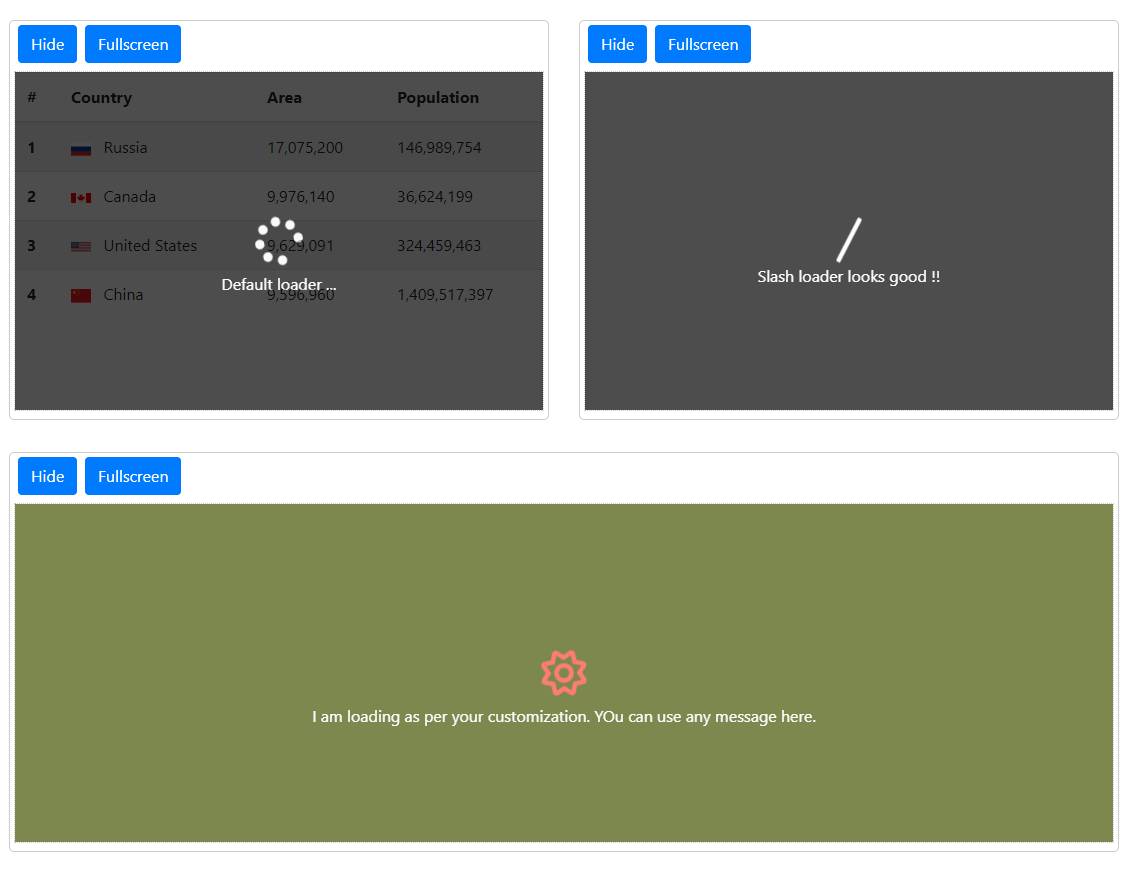 Hide Fullscreen
# Country Area Population
1 Russia 17,075,200 146,989,754
2 Canada 9,976,140 36,624,199
3 United States 9,629,091 324,459,463
Default loader ...
4 China 9,596,960 1,409,517,397
Hide Fullscreen
Slash loader looks good !!
Hide Fullscreen
I am loading as per your customization. YOu can use any message here.